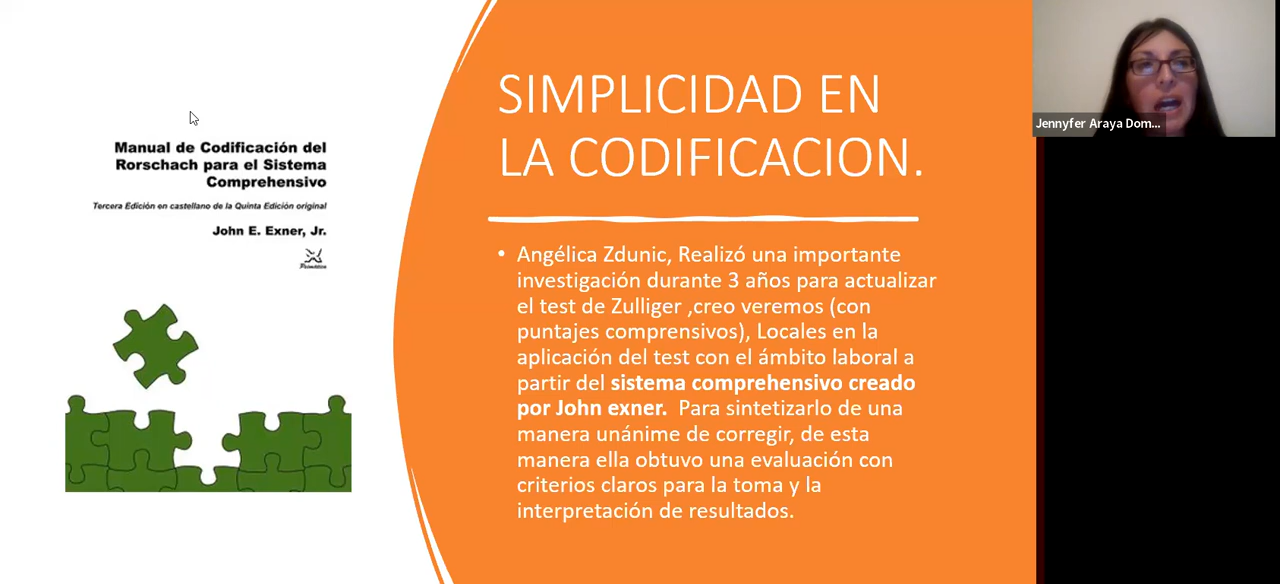 Manual de Codificación del
Rorschach para el Sistema
Comprehensivo
Tercera Edición en castellano de la Quinta Edición original
John E. Exner, Jr.
SIMPLICIDAD EN
LA CODIFICACION.
• Angélica Zdunic, Realizó una importante
investigación durante 3 años para actualizar
el test de Zulliger ,creo veremos (con
puntajes comprensivos), Locales en la
aplicación del test con el ámbito laboral a
partir del sistema comprehensivo creado
por John exner. Para sintetizarlo de una
manera unánime de corregir, de esta
manera ella obtuvo una evaluación con
criterios claros para la toma y la
interpretación de resultados.
Jennyfer Araya Dom...